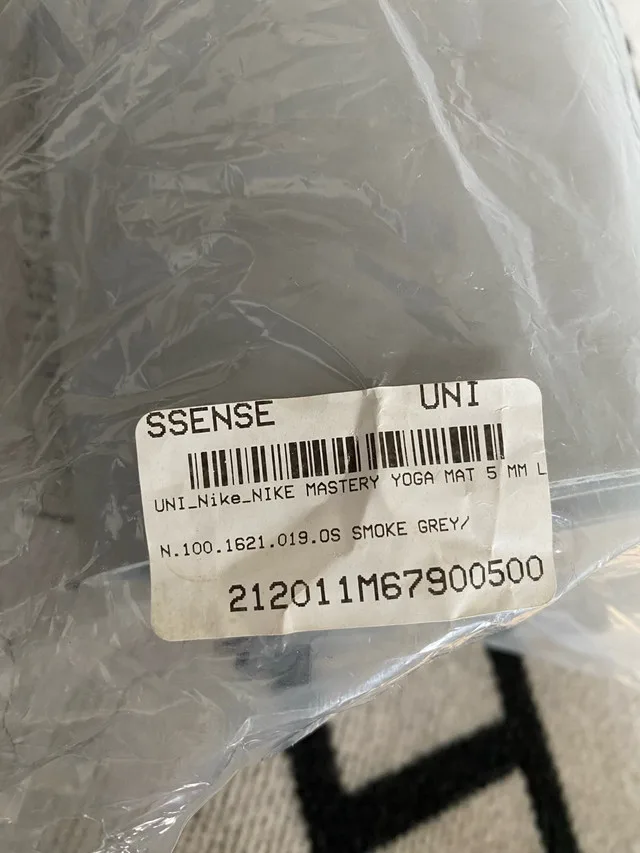 SSENSE UNI
UNI_Nike_NIKE MASTERY YOGA MAT 5 MM L
N.100.1621.019.OS SMOKE GREY/
212011M67900500